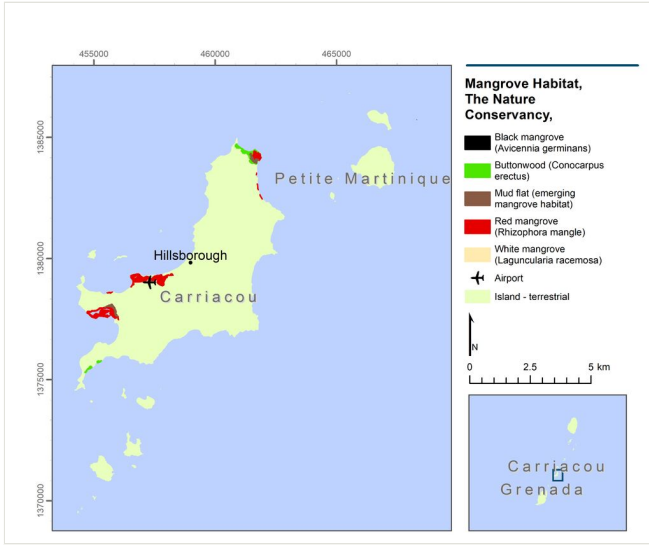 455000
460000
465000
Mangrove Habitat,
The Nature
Conservancy,
Black mangrove
(Avicennia germinans)
Buttonwood (Conocarpus
erectus)
Mud flat (emerging
mangrove habitat)
Red mangrove
(Rhizophora mangle)
White mangrove
(Laguncularia racemosa)
Airport
Island - terrestrial
N
0 2.5 5 km
1385000
1380000
1375000
1370000
Petite Martinique
Hillsborough
Carriacou
Carriacou
Grenada